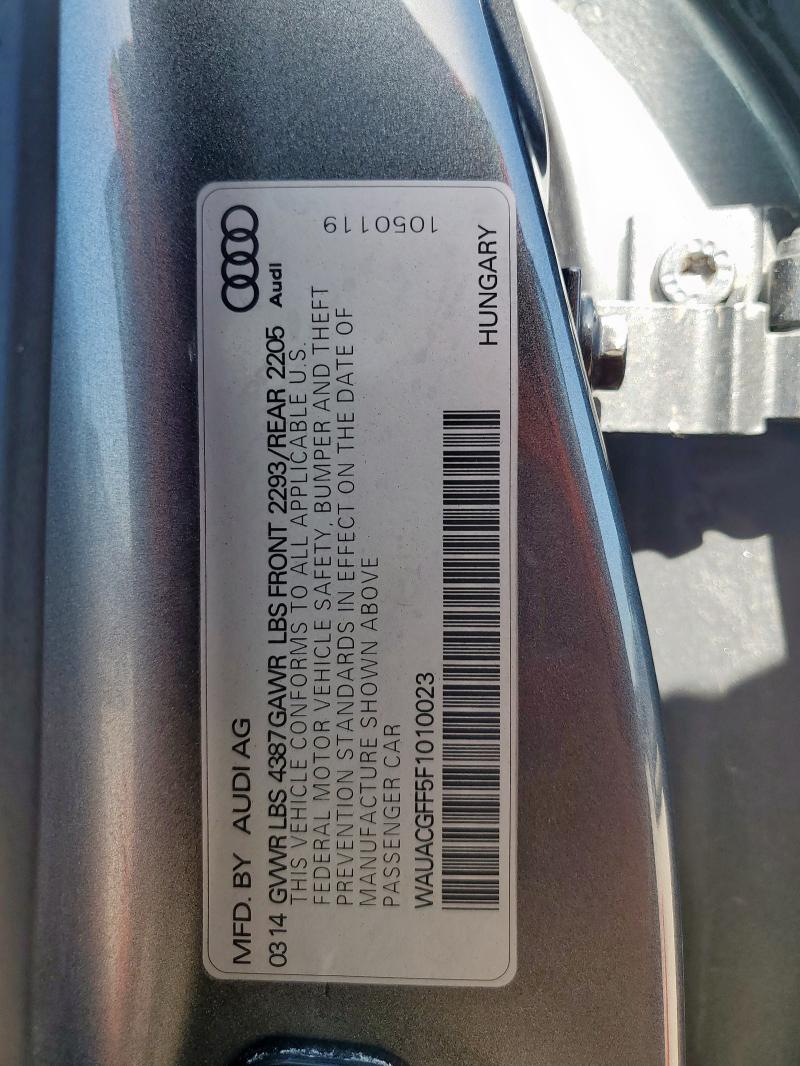 MFD. BY AUDI AG
Audi
03 14 GVWR LBS 4387 GAWR LBS FRONT 2293/REAR 2205
THIS VEHICLE CONFORMS TO ALL APPLICABLE U.S.
FEDERAL MOTOR VEHICLE SAFETY, BUMPER AND THEFT
PREVENTION STANDARDS IN EFFECT ON THE DATE OF
MANUFACTURE SHOWN ABOVE
PASSENGER CAR
1050119
WAUACGFF5F1010023
HUNGARY